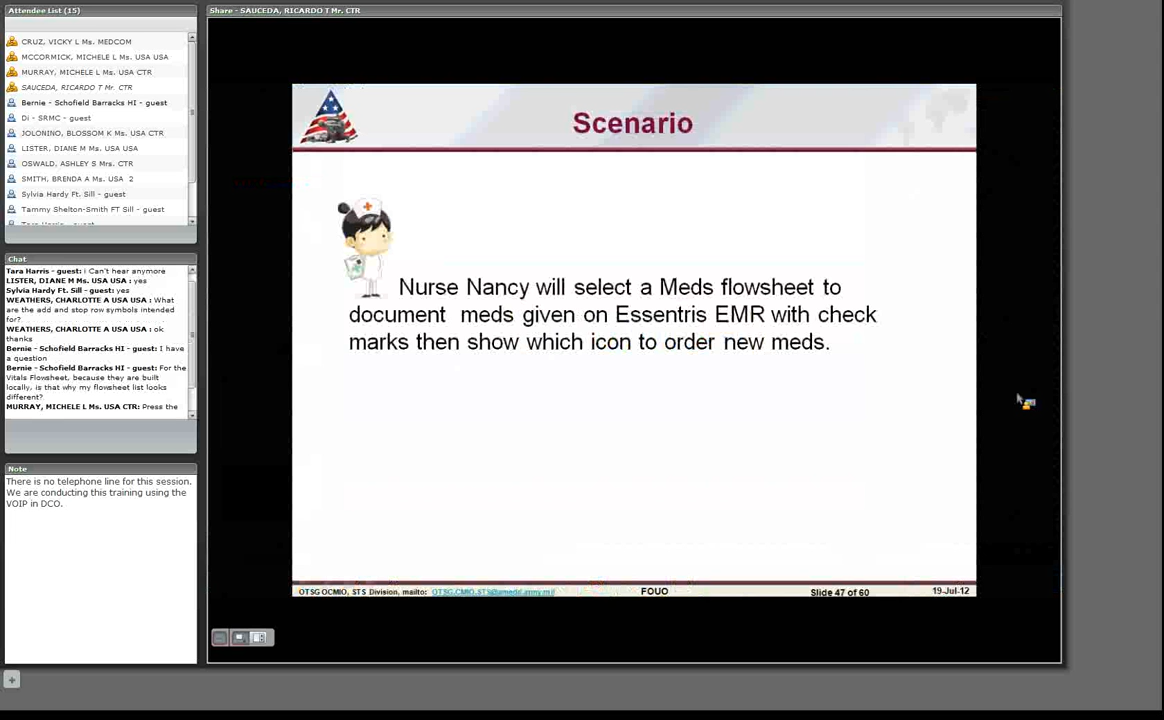 Attendee List (15)
CRUZ, VICKY L Ms. MEDCOM
MCCORMICK, MICHELE L Ms. USA USA
MURRAY, MICHELE L Ms. USA CTR
SAUCEDA, RICARDO T Mr. CTR
Bernie - Schofield Barracks HI - guest
Di - SRMC - guest
JOLONINO, BLOSSOM K Ms. USA CTR
LISTER, DIANE M Ms. USA USA
OSWALD, ASHLEY S Mrs. CTR
SMITH, BRENDA A Ms. USA 2
Sylvia Hardy Ft. Sill - guest
Tammy Shelton-Smith FT Sill - guest
Chat
Tara Harris - guest: i Can't hear anymore
LISTER, DIANE M Ms. USA USA : yes
Sylvia Hardy Ft. Sill - guest: yes
WEATHERS, CHARLOTTE A USA USA : What
are the add and stop row symbols intended
for?
WEATHERS, CHARLOTTE A USA USA : ok
thanks
Bernie - Schofield Barracks HI - guest: I have
a question
Bernie - Schofield Barracks HI - guest: For the
Vitals Flowsheet, because they are built
locally, is that why my flowsheet list looks
different?
MURRAY, MICHELE L Ms. USA CTR: Press the
Note
There is no telephone line for this session.
We are conducting this training using the
VOIP in DCO.
Share - SAUCEDA, RICARDO T Mr. CTR
Scenario
Nurse Nancy will select a Meds flowsheet to
document meds given on Essentris EMR with check
marks then show which icon to order new meds.
OTSG OCMIO, STS Division, mailto:
FOUO
Slide 47 of 60
19-Jul-12